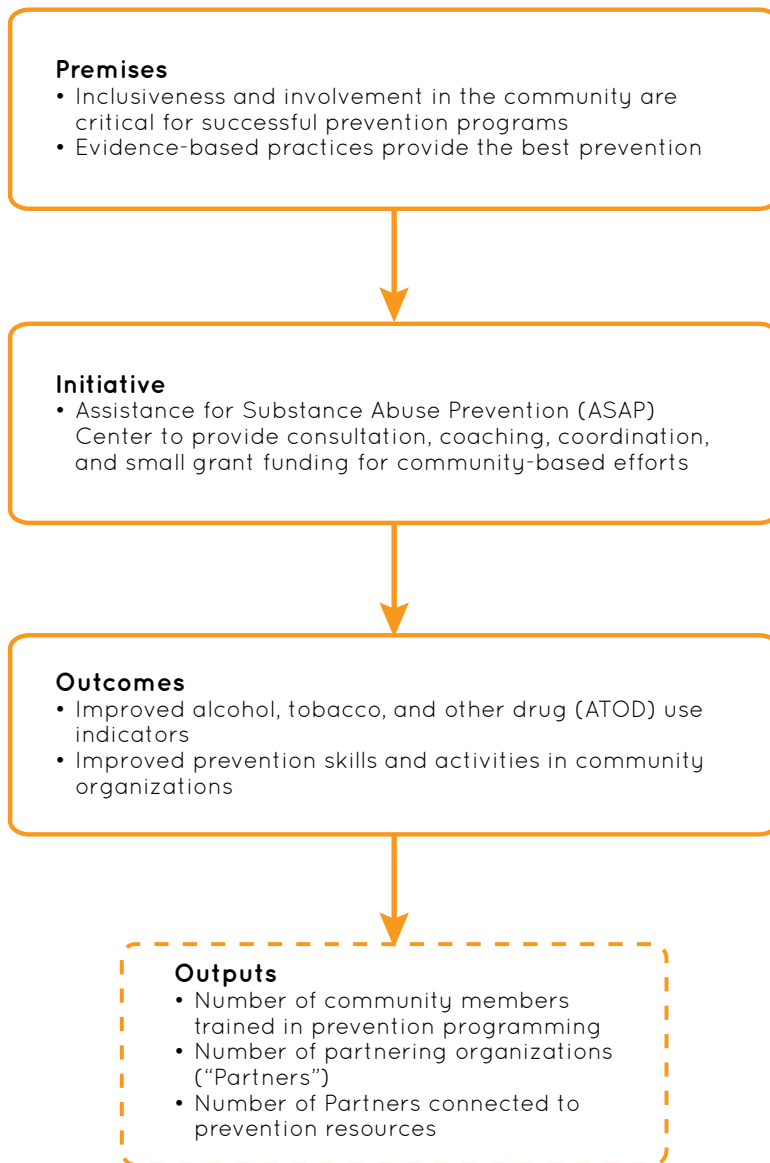 Premises
• Inclusiveness and involvement in the community are
critical for successful prevention programs
• Evidence-based practices provide the best prevention
Initiative
• Assistance for Substance Abuse Prevention (ASAP)
Center to provide consultation, coaching, coordination,
and small grant funding for community-based efforts
Outcomes
• Improved alcohol, tobacco, and other drug (ATOD) use
indicators
• Improved prevention skills and activities in community
organizations
Outputs
• Number of community members
trained in prevention programming
• Number of partnering organizations
(“Partners”)
• Number of Partners connected to
prevention resources